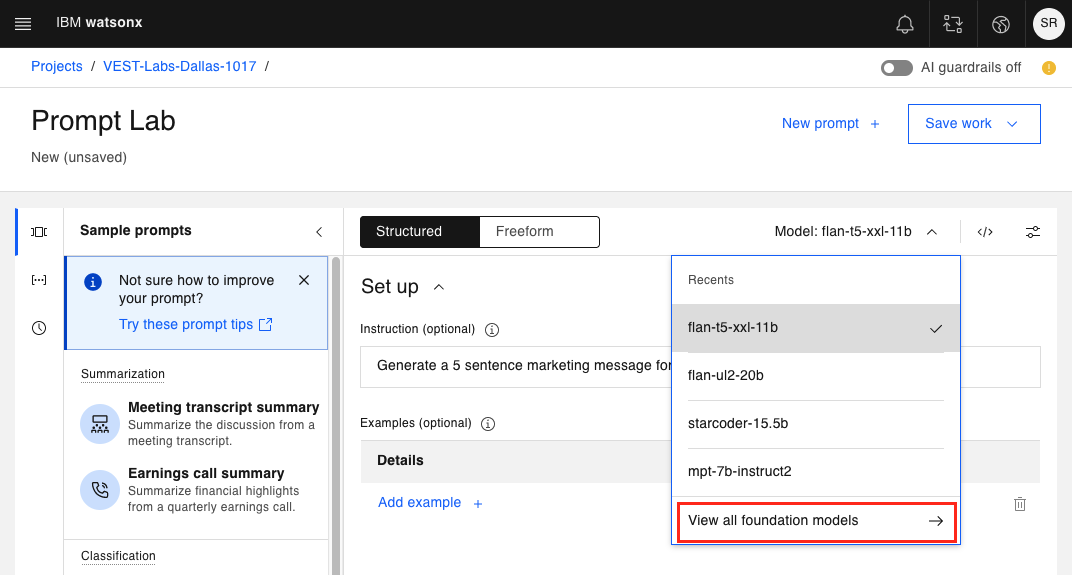 IBM watsonx
SR
Projects / VEST-Labs-Dallas-1017 /
AI guardrails off
Prompt Lab
New prompt +
Save work
New (unsaved)
Sample prompts
Structured
Freeform
Model: flan-t5-xxl-11b
Not sure how to improve
your prompt?
Try these prompt tips
Summarization
Meeting transcript summary
Summarize the discussion from a
meeting transcript.
Earnings call summary
Summarize financial highlights
from a quarterly earnings call.
Classification
Set up
Instruction (optional)
Generate a 5 sentence marketing message for
Examples (optional)
Details
Add example +
Recents
flan-t5-xxl-11b
flan-ul2-20b
starcoder-15.5b
mpt-7b-instruct2
View all foundation models